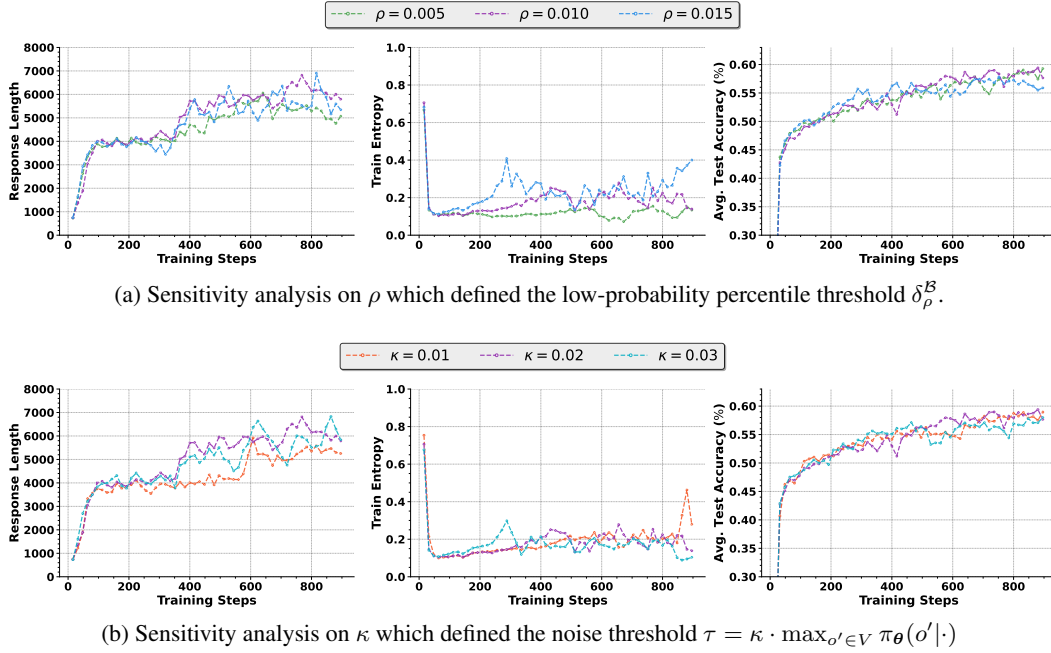 ρ = 0.005 ρ = 0.010 ρ = 0.015
8000
7000
6000
5000
4000
3000
2000
1000
0
Response Length
0 200 400 600 800
Training Steps
1.0
0.8
0.6
0.4
0.2
0.0
Train Entropy
0 200 400 600 800
Training Steps
0.60
0.55
0.50
0.45
0.40
0.35
0.30
Avg. Test Accuracy (%)
0 200 400 600 800
Training Steps
(a) Sensitivity analysis on ρ which defined the low-probability percentile threshold δ_ρ^ℬ.
κ = 0.01 κ = 0.02 κ = 0.03
8000
7000
6000
5000
4000
3000
2000
1000
0
Response Length
0 200 400 600 800
Training Steps
1.0
0.8
0.6
0.4
0.2
0.0
Train Entropy
0 200 400 600 800
Training Steps
0.60
0.55
0.50
0.45
0.40
0.35
0.30
Avg. Test Accuracy (%)
0 200 400 600 800
Training Steps
(b) Sensitivity analysis on κ which defined the noise threshold τ = κ · max_{o′∈V} π_θ(o′|·)